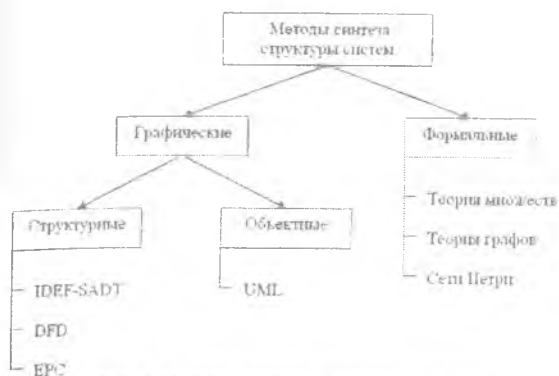 Методы синтеза
структуры систем
Графические
Формальные
Структурные
Объектные
Теория множеств
Теория графов
Сети Петри
IDEF-SADT
DFD
EPC
UML